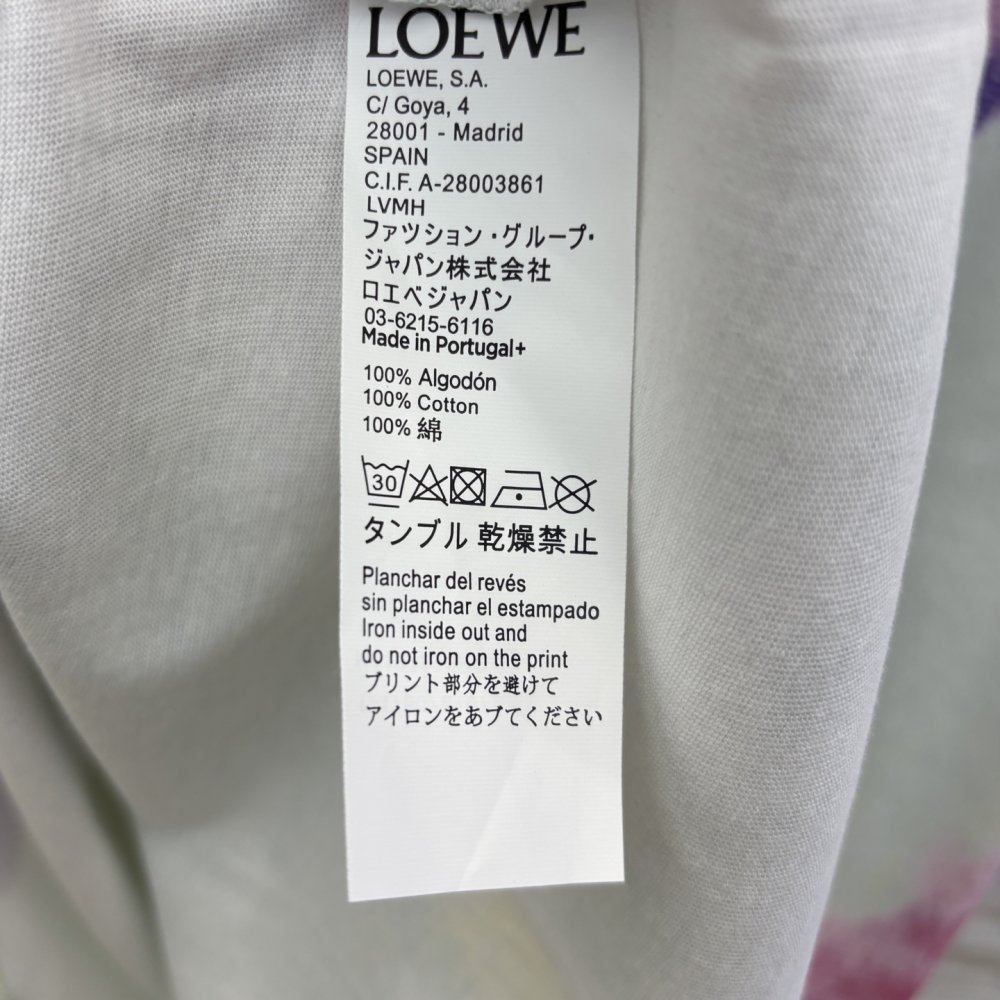 LOEWE
LOEWE, S.A.
C/ Goya, 4
28001 - Madrid
SPAIN
C.I.F. A-28003861
LVMH
ファツション・グループ・
ジャパン株式会社
ロエベジャパン
03-6215-6116
Made in Portugal+
100% Algodón
100% Cotton
100% 綿
30
タンブル 乾燥禁止
Planchar del revés
sin planchar el estampado
Iron inside out and
do not iron on the print
プリント部分を避けて
アイロンをあブてください